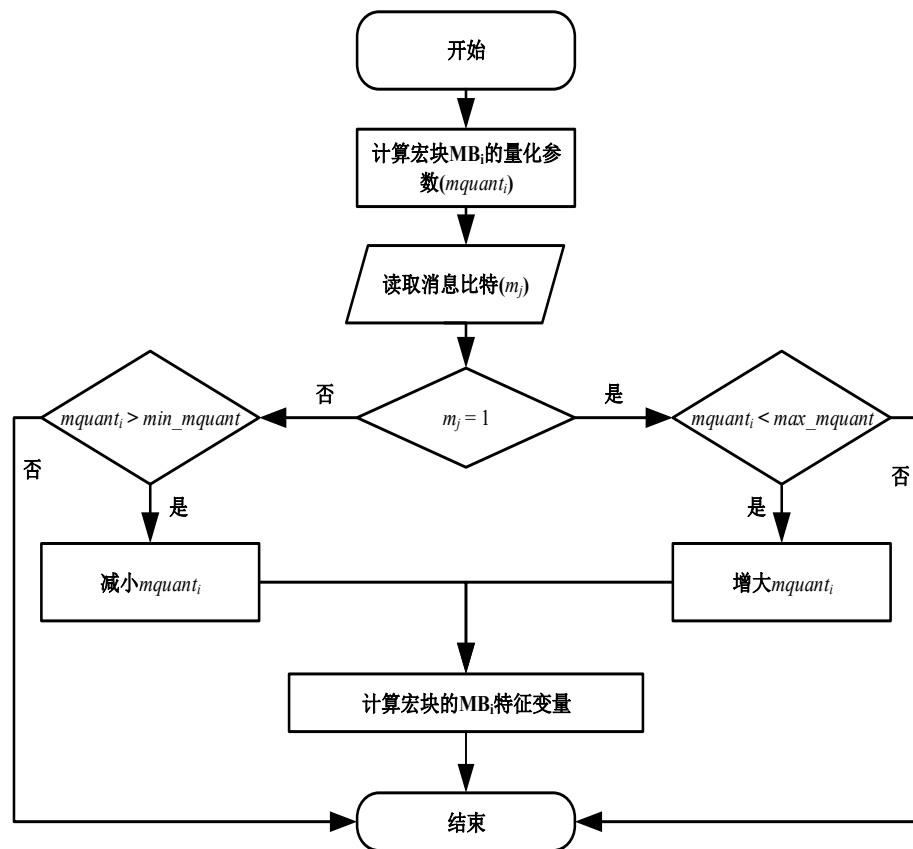 开始
计算宏块MBi的量化参
数(mquanti)
读取消息比特(mj)
否
是
mquanti > min_mquant
mj = 1
mquanti < max_mquant
否
否
是
是
减小mquanti
增大mquanti
计算宏块的MBi特征变量
结束